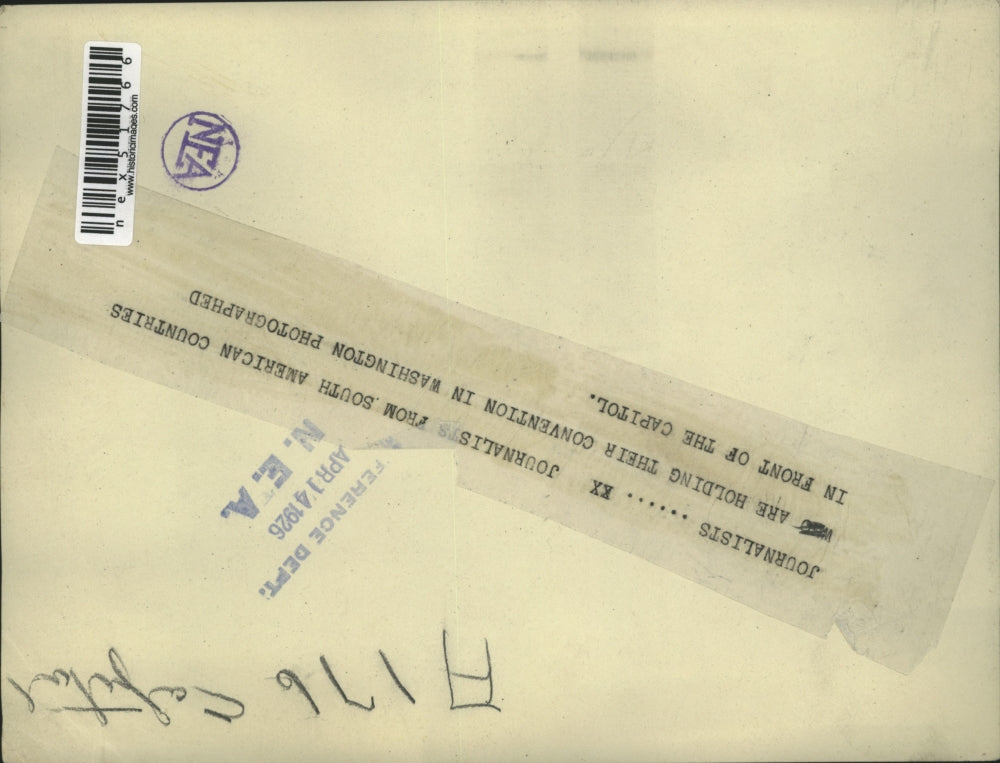 JOURNALISTS ...... JOURNALISTS FROM SOUTH AMERICAN COUNTRIES
ARE HOLDING THEIR CONVENTION IN WASHINGTON PHOTOGRAPHED
IN FRONT OF THE CAPITOL.
FERENCE DEPT.
APR 14 1926
N. E. A.
NEA
nex51766
www.historicimages.com
176 Capitol